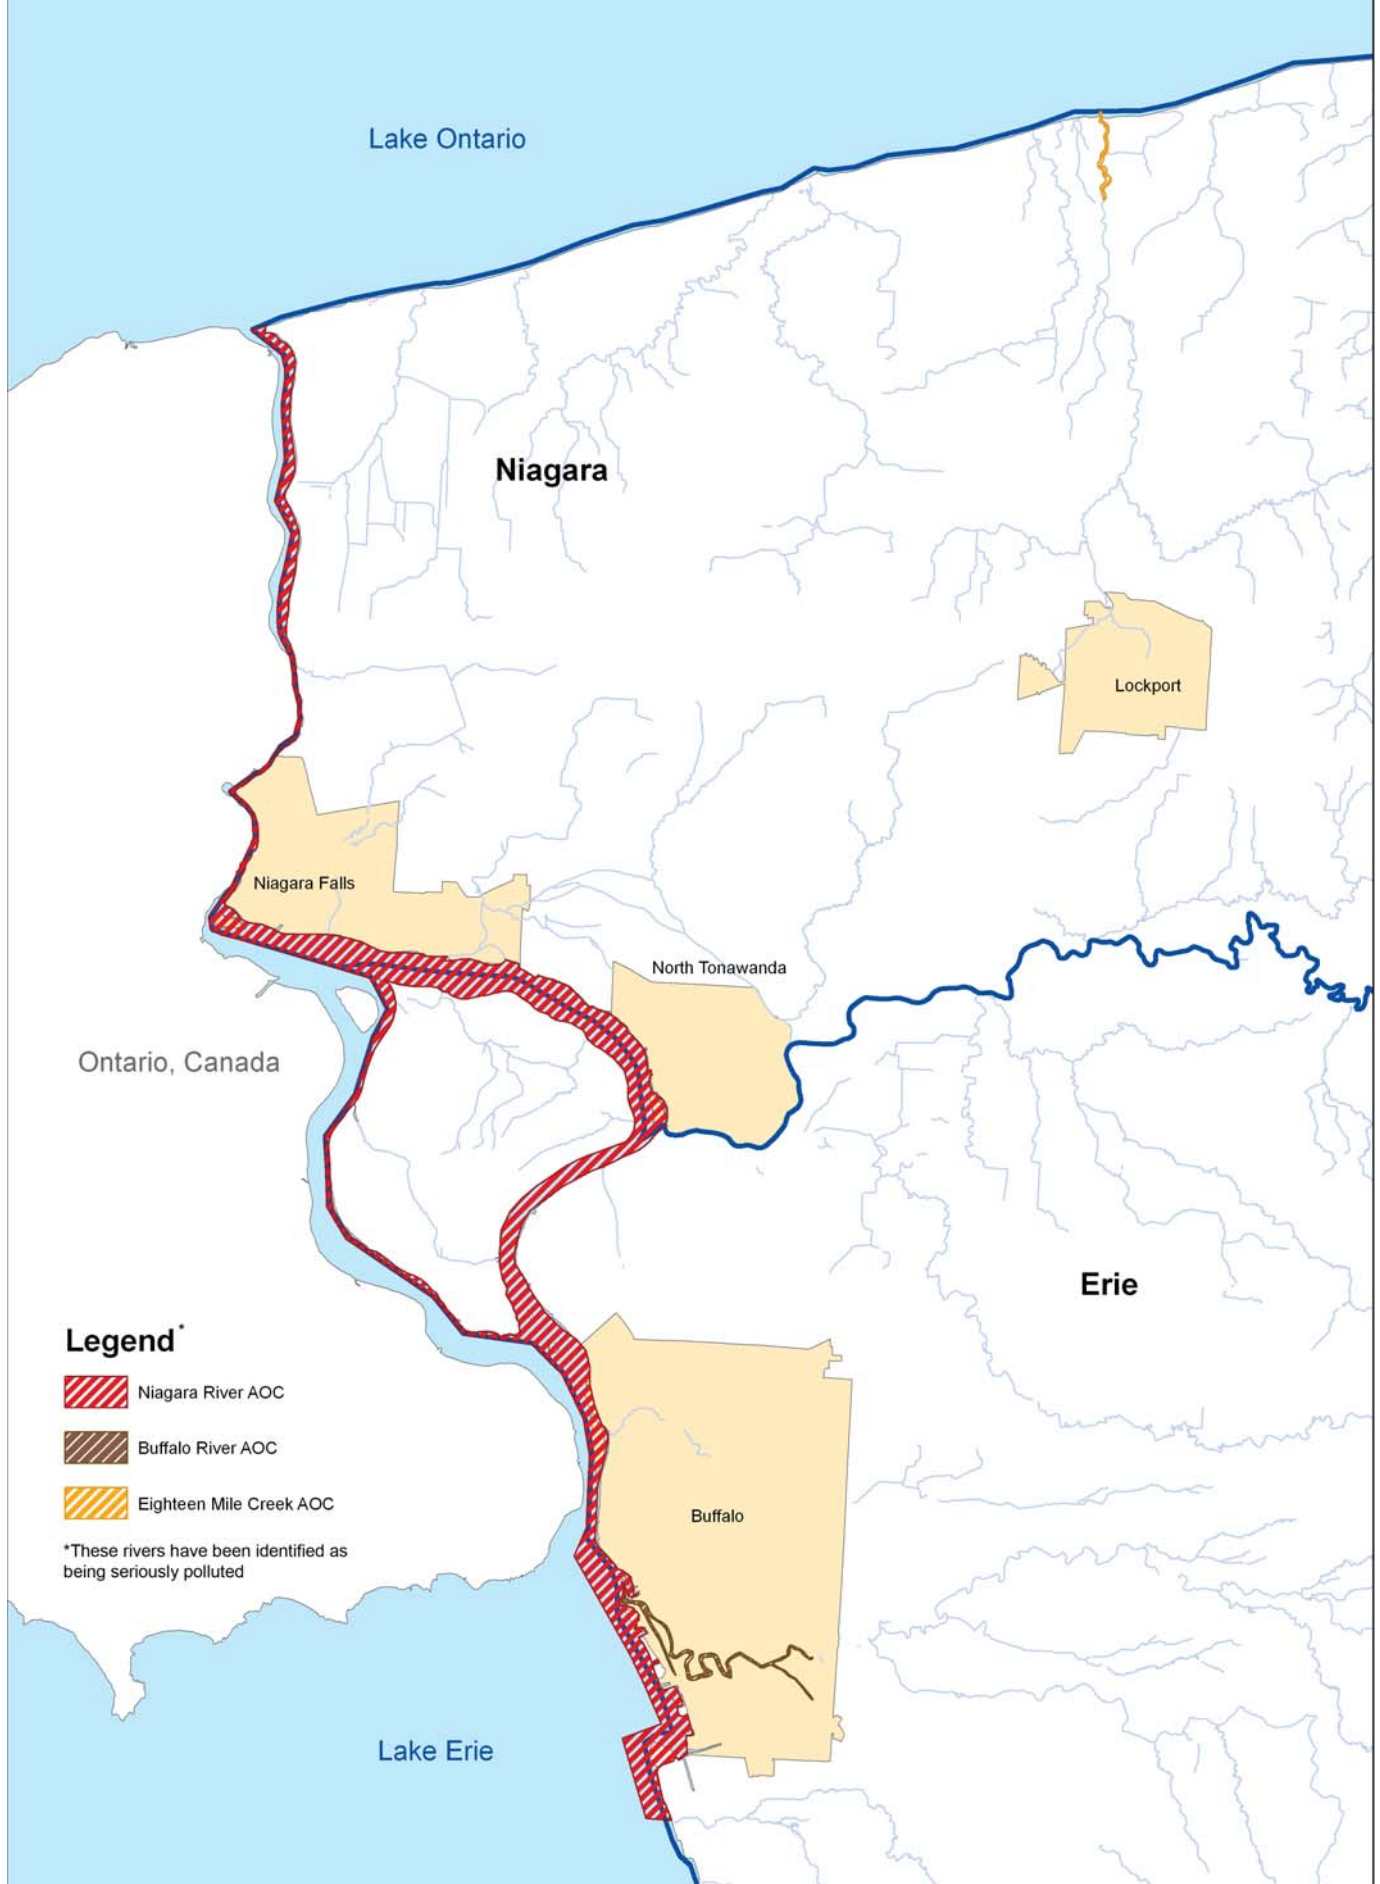 Lake Ontario
Niagara
Lockport
Niagara Falls
North Tonawanda
Ontario, Canada
Erie
Legend*
Niagara River AOC
Buffalo River AOC
Eighteen Mile Creek AOC
*These rivers have been identified as
being seriously polluted
Buffalo
Lake Erie